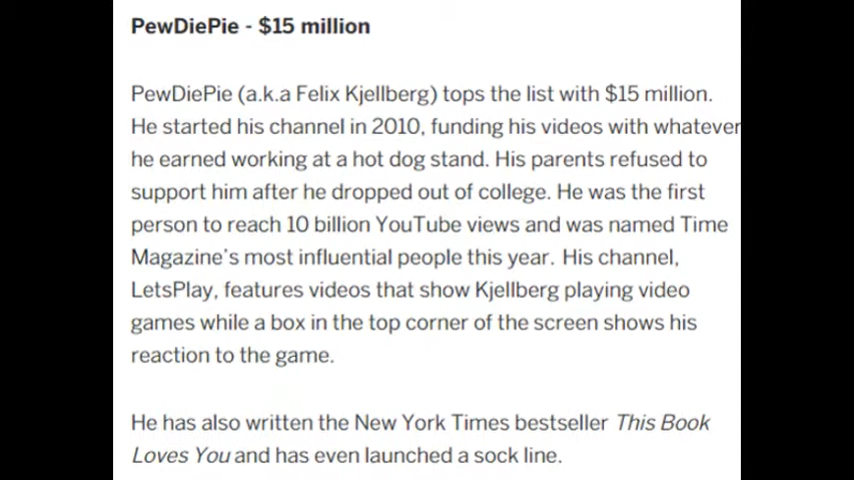 PewDiePie - $15 million
PewDiePie (a.k.a Felix Kjellberg) tops the list with $15 million.
He started his channel in 2010, funding his videos with whatever
he earned working at a hot dog stand. His parents refused to
support him after he dropped out of college. He was the first
person to reach 10 billion YouTube views and was named Time
Magazine's most influential people this year. His channel,
LetsPlay, features videos that show Kjellberg playing video
games while a box in the top corner of the screen shows his
reaction to the game.
He has also written the New York Times bestseller This Book
Loves You and has even launched a sock line.